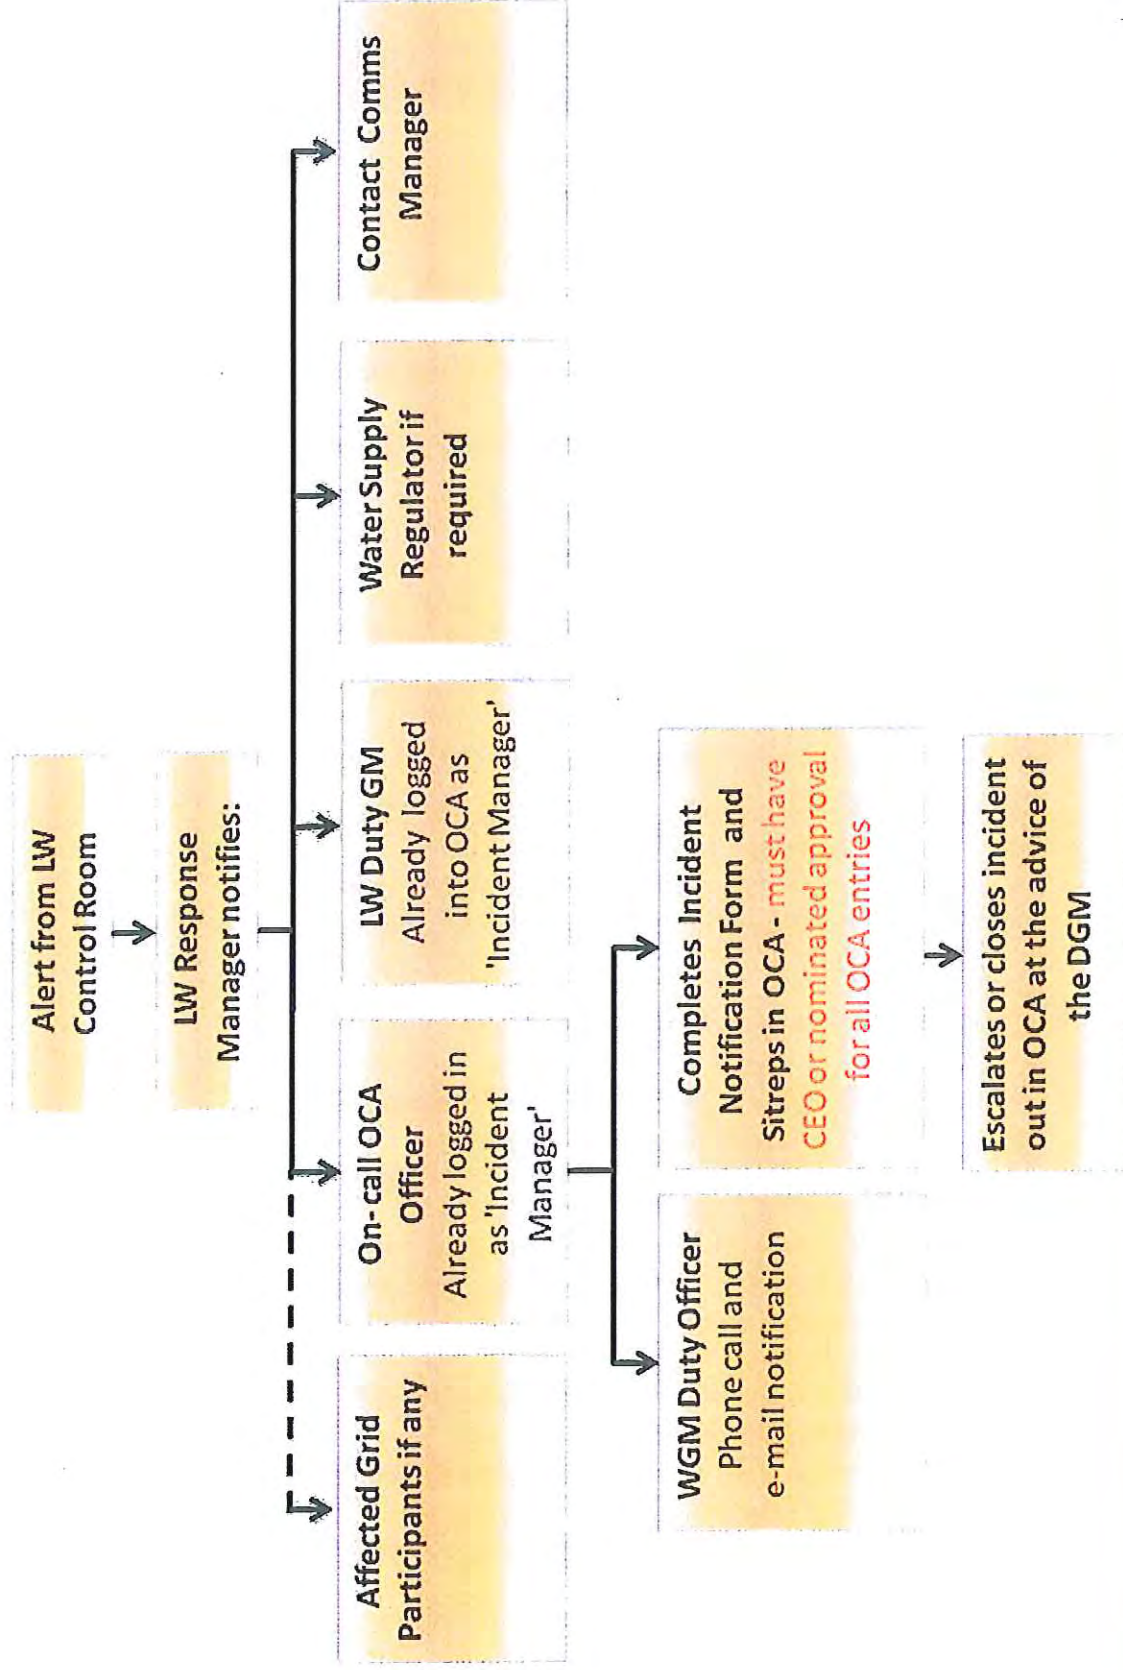 Alert from LW
Control Room
LW Response
Manager notifies:
Affected Grid
Participants if any
On-call OCA
Officer
Already logged in
as 'Incident
Manager'
LW Duty GM
Already logged
into OCA as
'Incident Manager'
Water Supply
Regulator if
required
Contact Comms
Manager
WGM Duty Officer
Phone call and
e-mail notification
Completes Incident
Notification Form and
Sitreps in OCA - must have
CEO or nominated approval
for all OCA entries
Escalates or closes incident
out in OCA at the advice of
the DGM